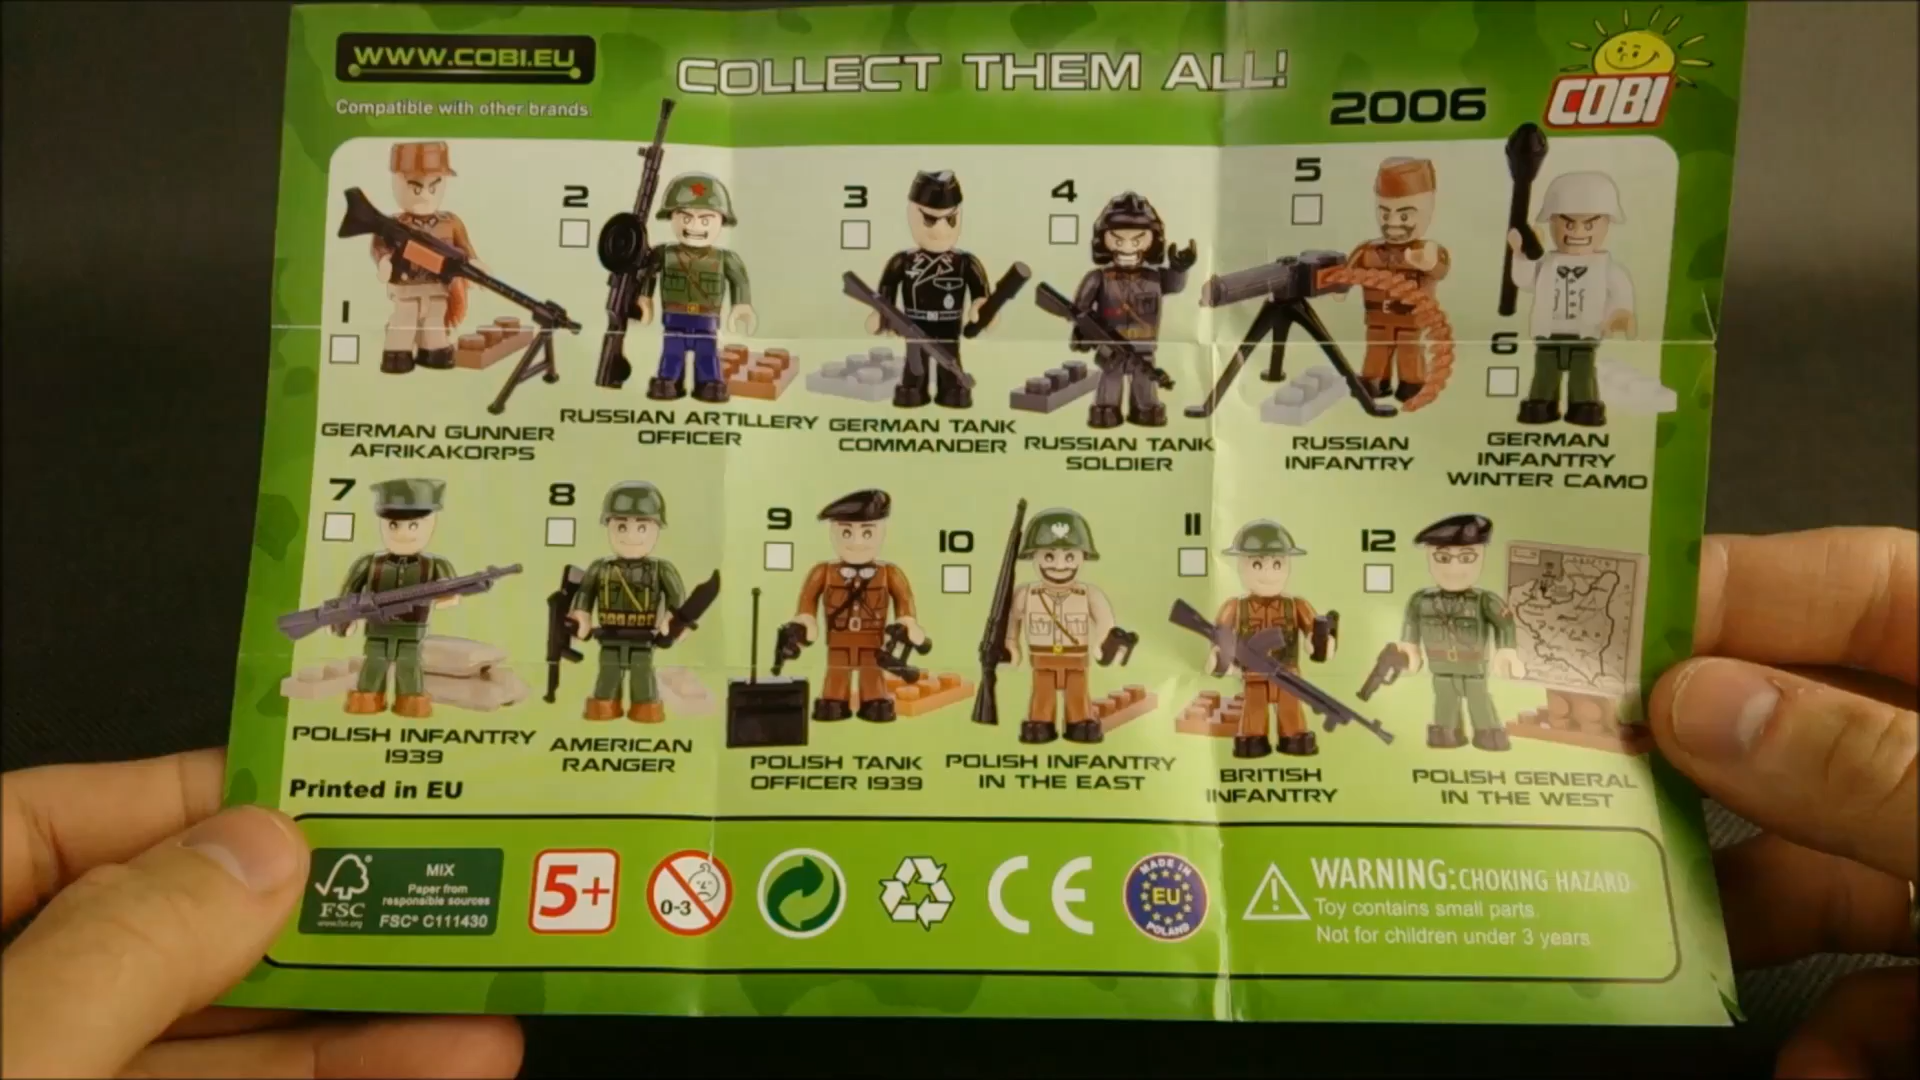 WWW.COBI.EU
Compatible with other brands.
COLLECT THEM ALL!
2006
COBI
1
GERMAN GUNNER
AFRIKAKORPS
2
RUSSIAN ARTILLERY
OFFICER
3
GERMAN TANK
COMMANDER
4
RUSSIAN TANK
SOLDIER
5
RUSSIAN
INFANTRY
6
GERMAN
INFANTRY
WINTER CAMO
7
POLISH INFANTRY
1939
8
AMERICAN
RANGER
9
POLISH TANK
OFFICER 1939
10
POLISH INFANTRY
IN THE EAST
11
BRITISH
INFANTRY
12
POLISH GENERAL
IN THE WEST
Printed in EU
FSC
www.fsc.org
MIX
Paper from
responsible sources
FSC® C111430
5+
0-3
CE
MADE IN
EU
POLAND
WARNING: CHOKING HAZARD.
Toy contains small parts.
Not for children under 3 years